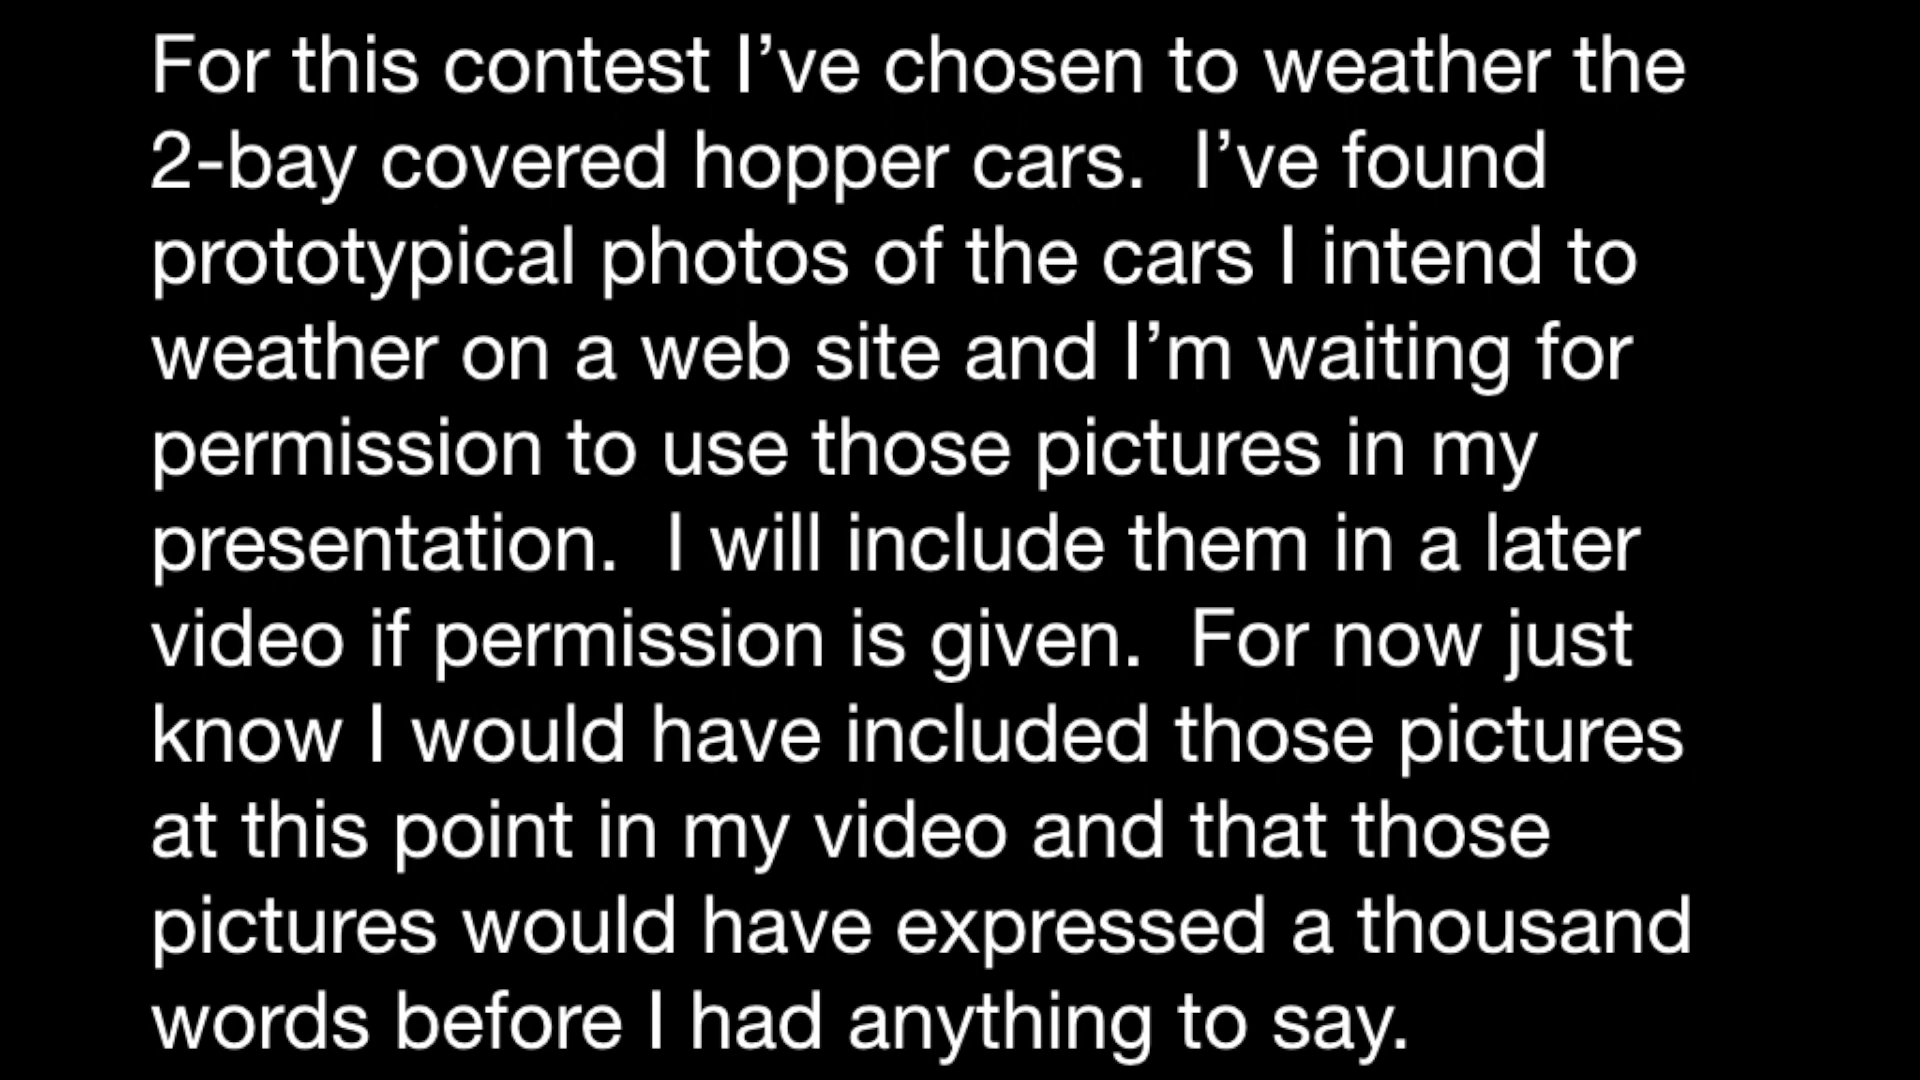 For this contest I’ve chosen to weather the
2-bay covered hopper cars.  I’ve found
prototypical photos of the cars I intend to
weather on a web site and I’m waiting for
permission to use those pictures in my
presentation.  I will include them in a later
video if permission is given.  For now just
know I would have included those pictures
at this point in my video and that those
pictures would have expressed a thousand
words before I had anything to say.